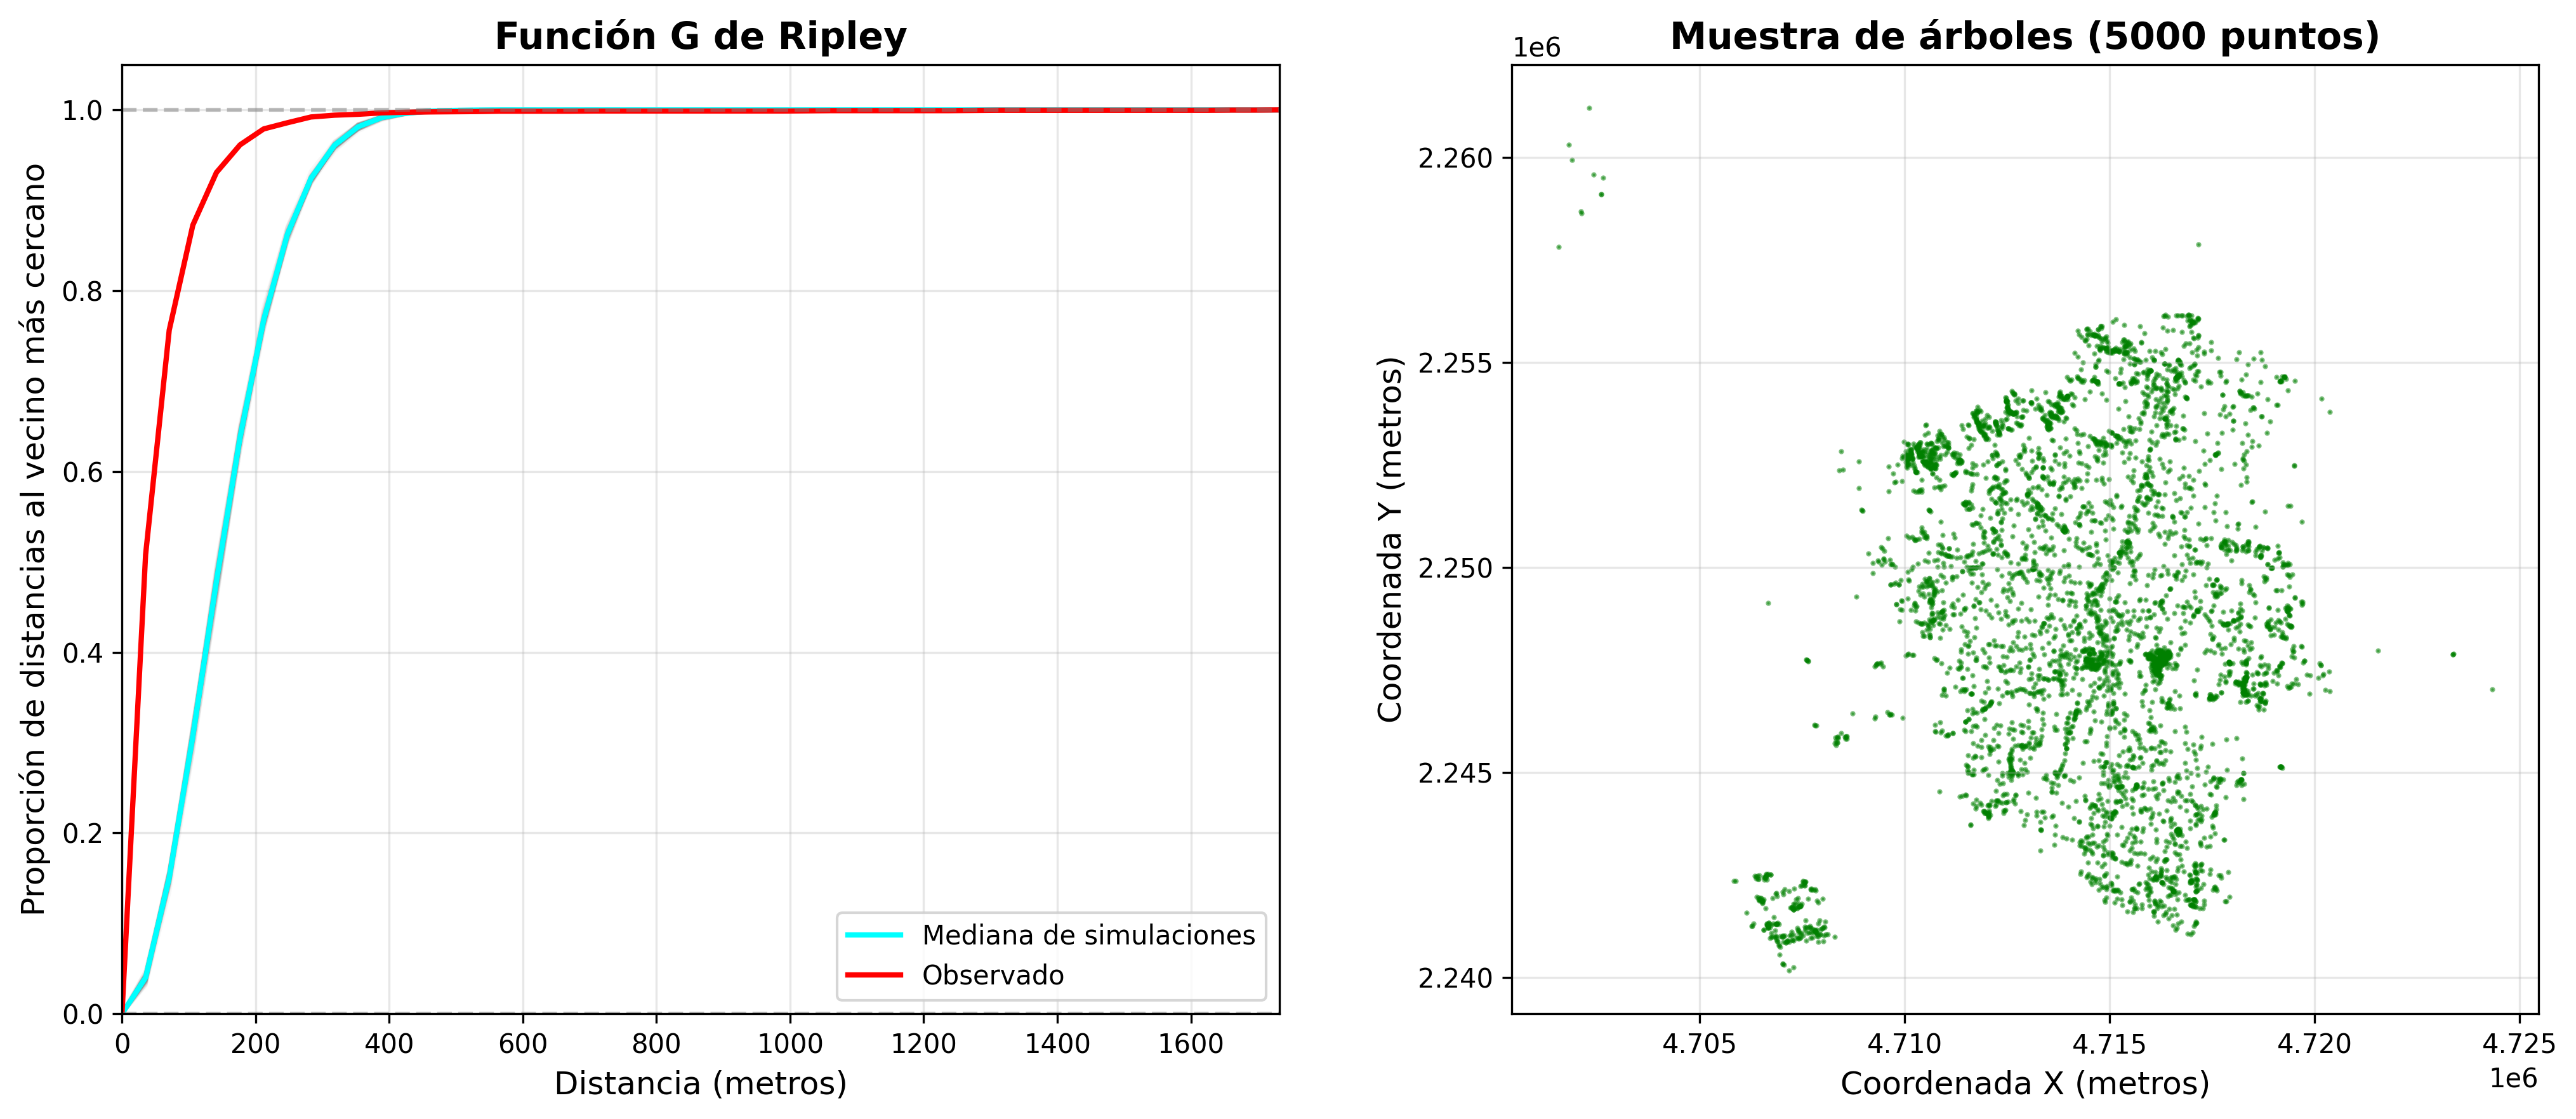 Función G de Ripley
Proporción de distancias al vecino más cercano
1.0
0.8
0.6
0.4
0.2
0.0
0 200 400 600 800 1000 1200 1400 1600
Distancia (metros)
Mediana de simulaciones
Observado
Muestra de árboles (5000 puntos)
1e6
Coordenada Y (metros)
2.260
2.255
2.250
2.245
2.240
4.705 4.710 4.715 4.720 4.725
1e6
Coordenada X (metros)